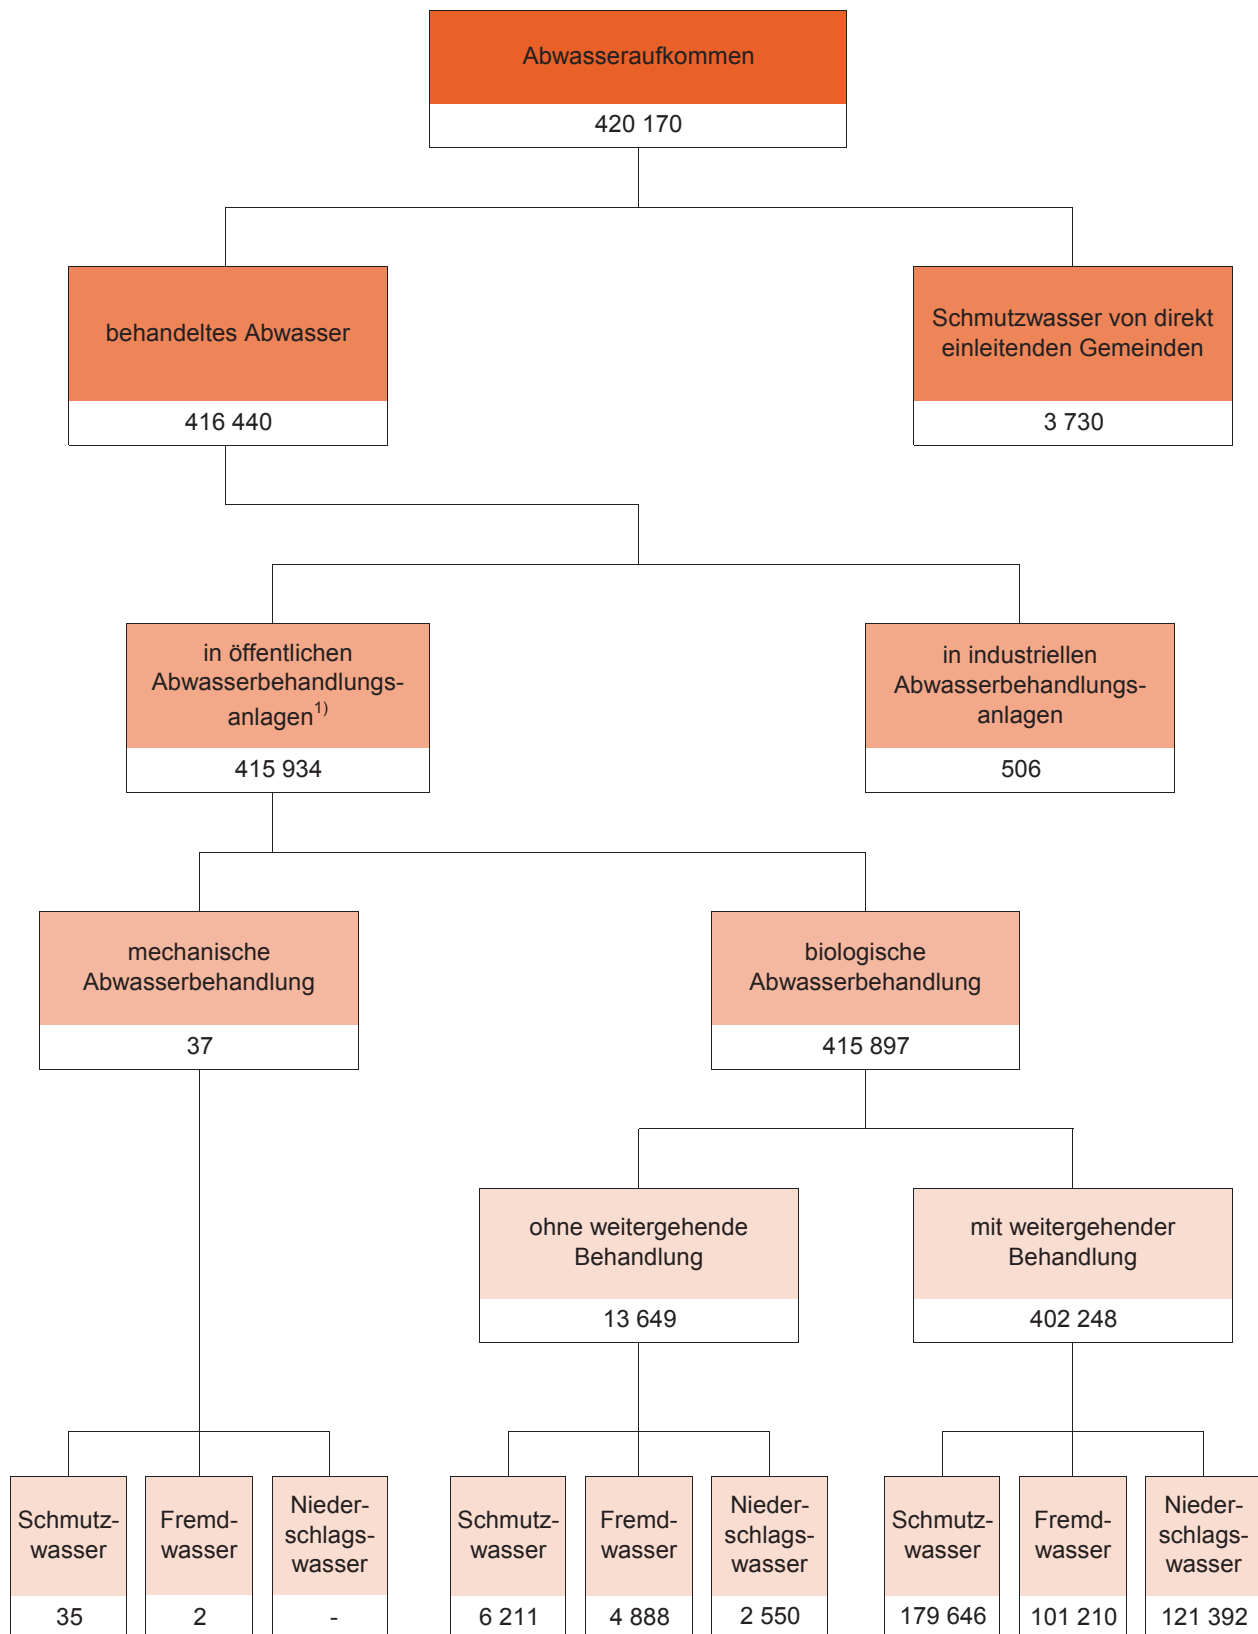 Abwasseraufkommen
420 170
behandeltes Abwasser
416 440
Schmutzwasser von direkt
einleitenden Gemeinden
3 730
in öffentlichen
Abwasserbehandlungs-
anlagen1)
415 934
in industriellen
Abwasserbehandlungs-
anlagen
506
mechanische
Abwasserbehandlung
37
biologische
Abwasserbehandlung
415 897
ohne weitergehende
Behandlung
13 649
mit weitergehender
Behandlung
402 248
Schmutz-
wasser
35
Fremd-
wasser
2
Nieder-
schlags-
wasser
-
Schmutz-
wasser
6 211
Fremd-
wasser
4 888
Nieder-
schlags-
wasser
2 550
Schmutz-
wasser
179 646
Fremd-
wasser
101 210
Nieder-
schlags-
wasser
121 392